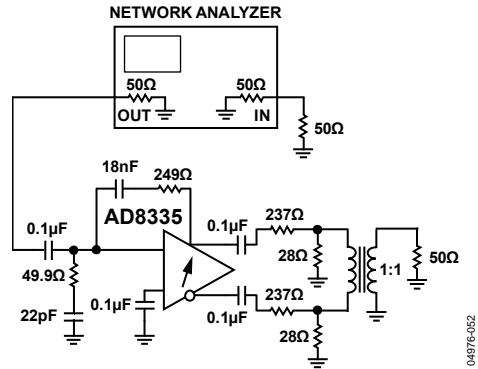 NETWORK ANALYZER
50Ω
50Ω
OUT
IN
50Ω
18nF
249Ω
AD8335
0.1µF
0.1µF
237Ω
49.9Ω
28Ω
1:1
50Ω
0.1µF
237Ω
22pF
0.1µF
28Ω
04976-052